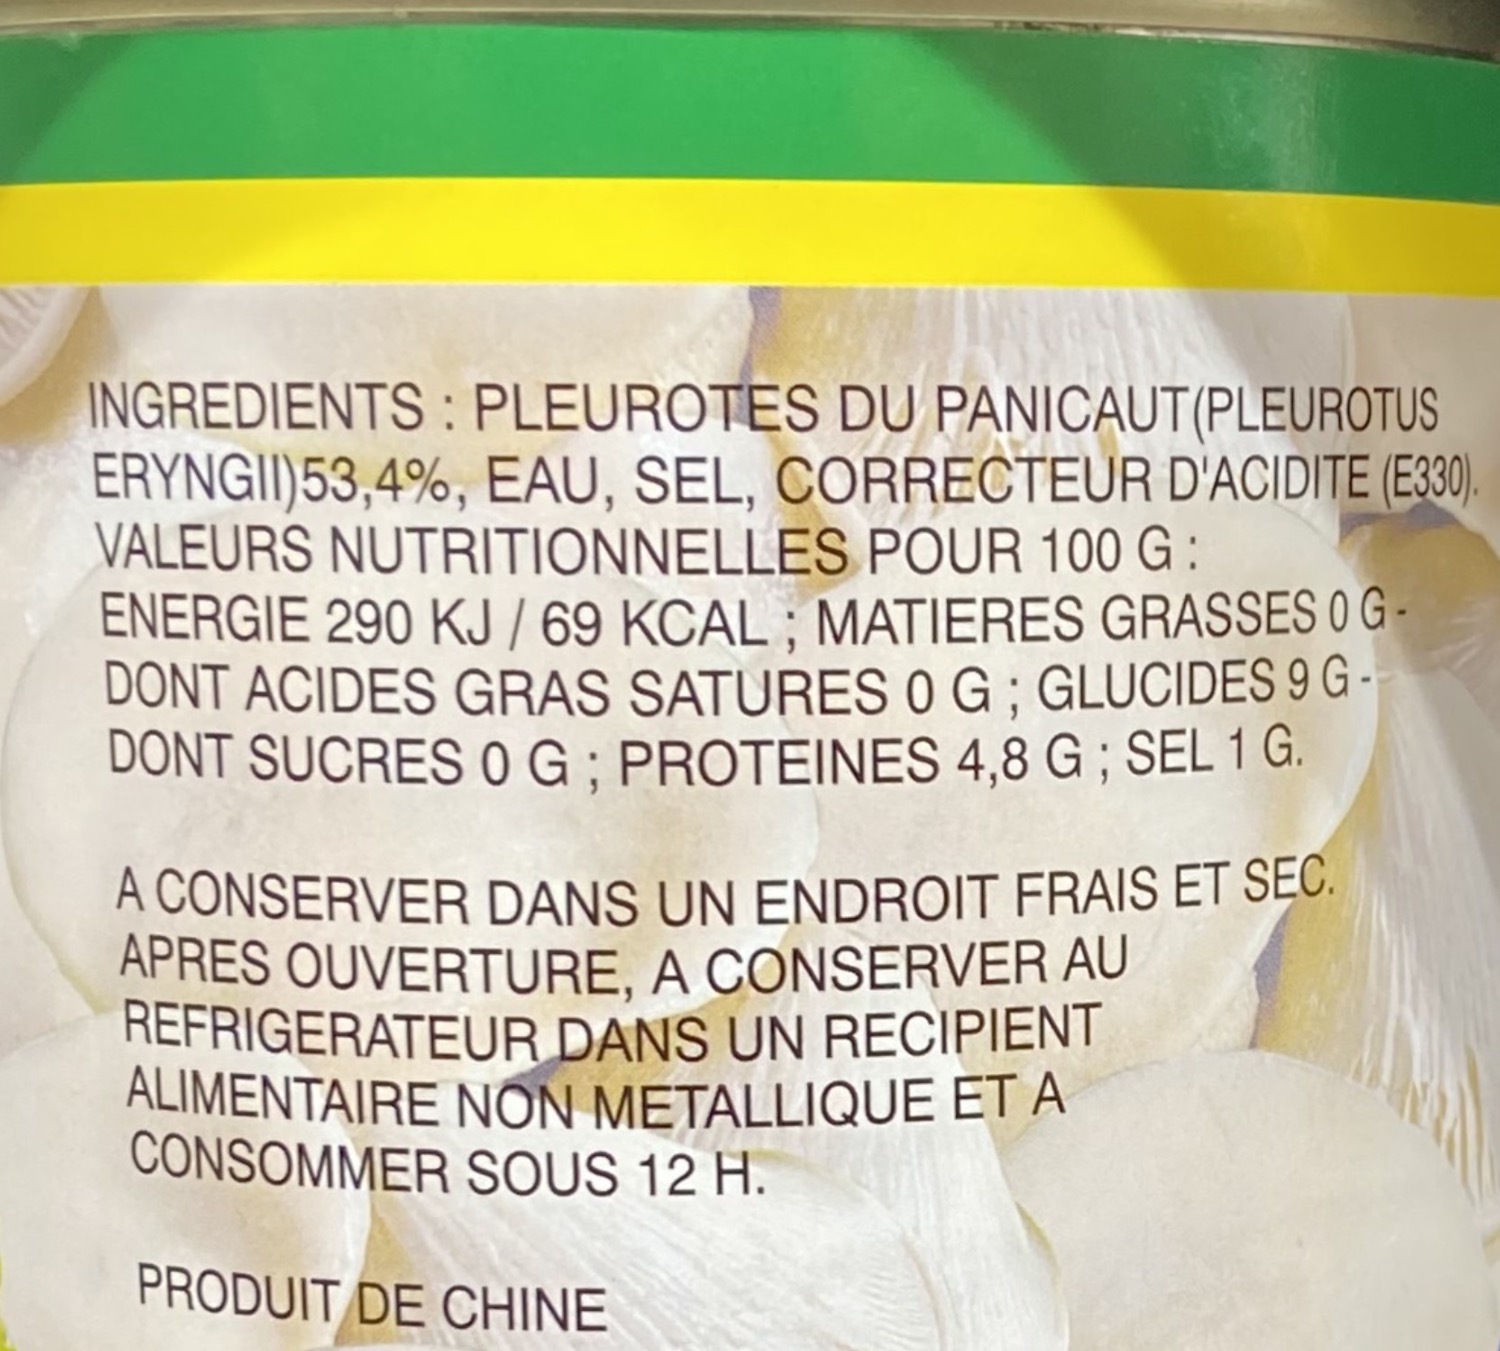 INGREDIENTS : PLEUROTES DU PANICAUT(PLEUROTUS
ERYNGII)53,4%, EAU, SEL, CORRECTEUR D'ACIDITE (E330).
VALEURS NUTRITIONNELLES POUR 100 G :
ENERGIE 290 KJ / 69 KCAL ; MATIERES GRASSES 0 G -
DONT ACIDES GRAS SATURES 0 G ; GLUCIDES 9 G -
DONT SUCRES 0 G ; PROTEINES 4,8 G ; SEL 1 G.
A CONSERVER DANS UN ENDROIT FRAIS ET SEC.
APRES OUVERTURE, A CONSERVER AU
REFRIGERATEUR DANS UN RECIPIENT
ALIMENTAIRE NON METALLIQUE ET A
CONSOMMER SOUS 12 H.
PRODUIT DE CHINE